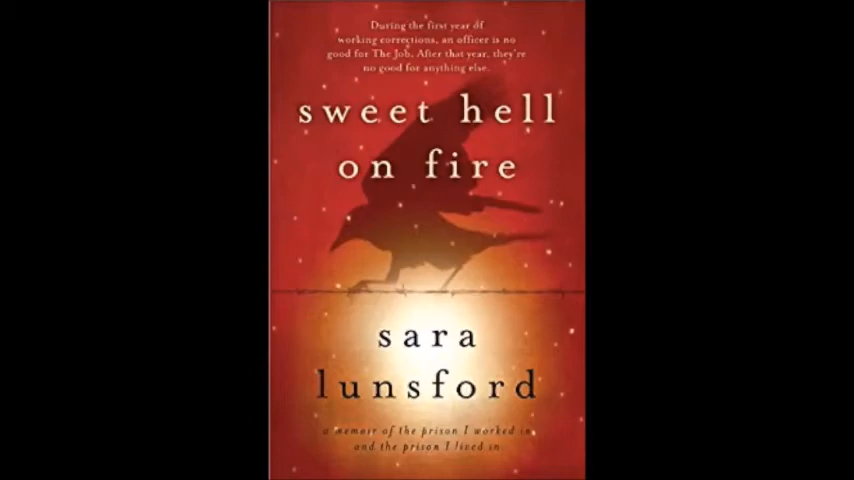 During the first year of
working corrections, an officer is no
good for The Job. After that year, they're
no good for anything else.
sweet hell
on fire
sara
lunsford
a memoir of the prison I worked in
and the prison I lived in